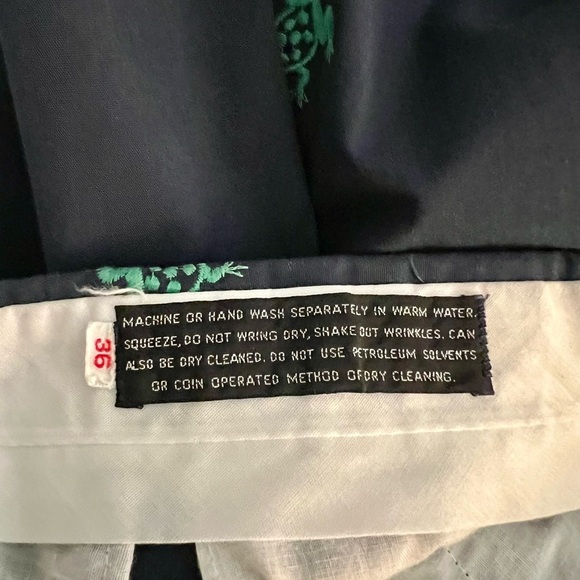 MACHINE OR HAND WASH SEPARATELY IN WARM WATER.
SQUEEZE, DO NOT WRING DRY, SHAKE OUT WRINKLES. CAN
ALSO BE DRY CLEANED. DO NOT USE PETROLEUM SOLVENTS
OR COIN OPERATED METHOD OF DRY CLEANING.
36